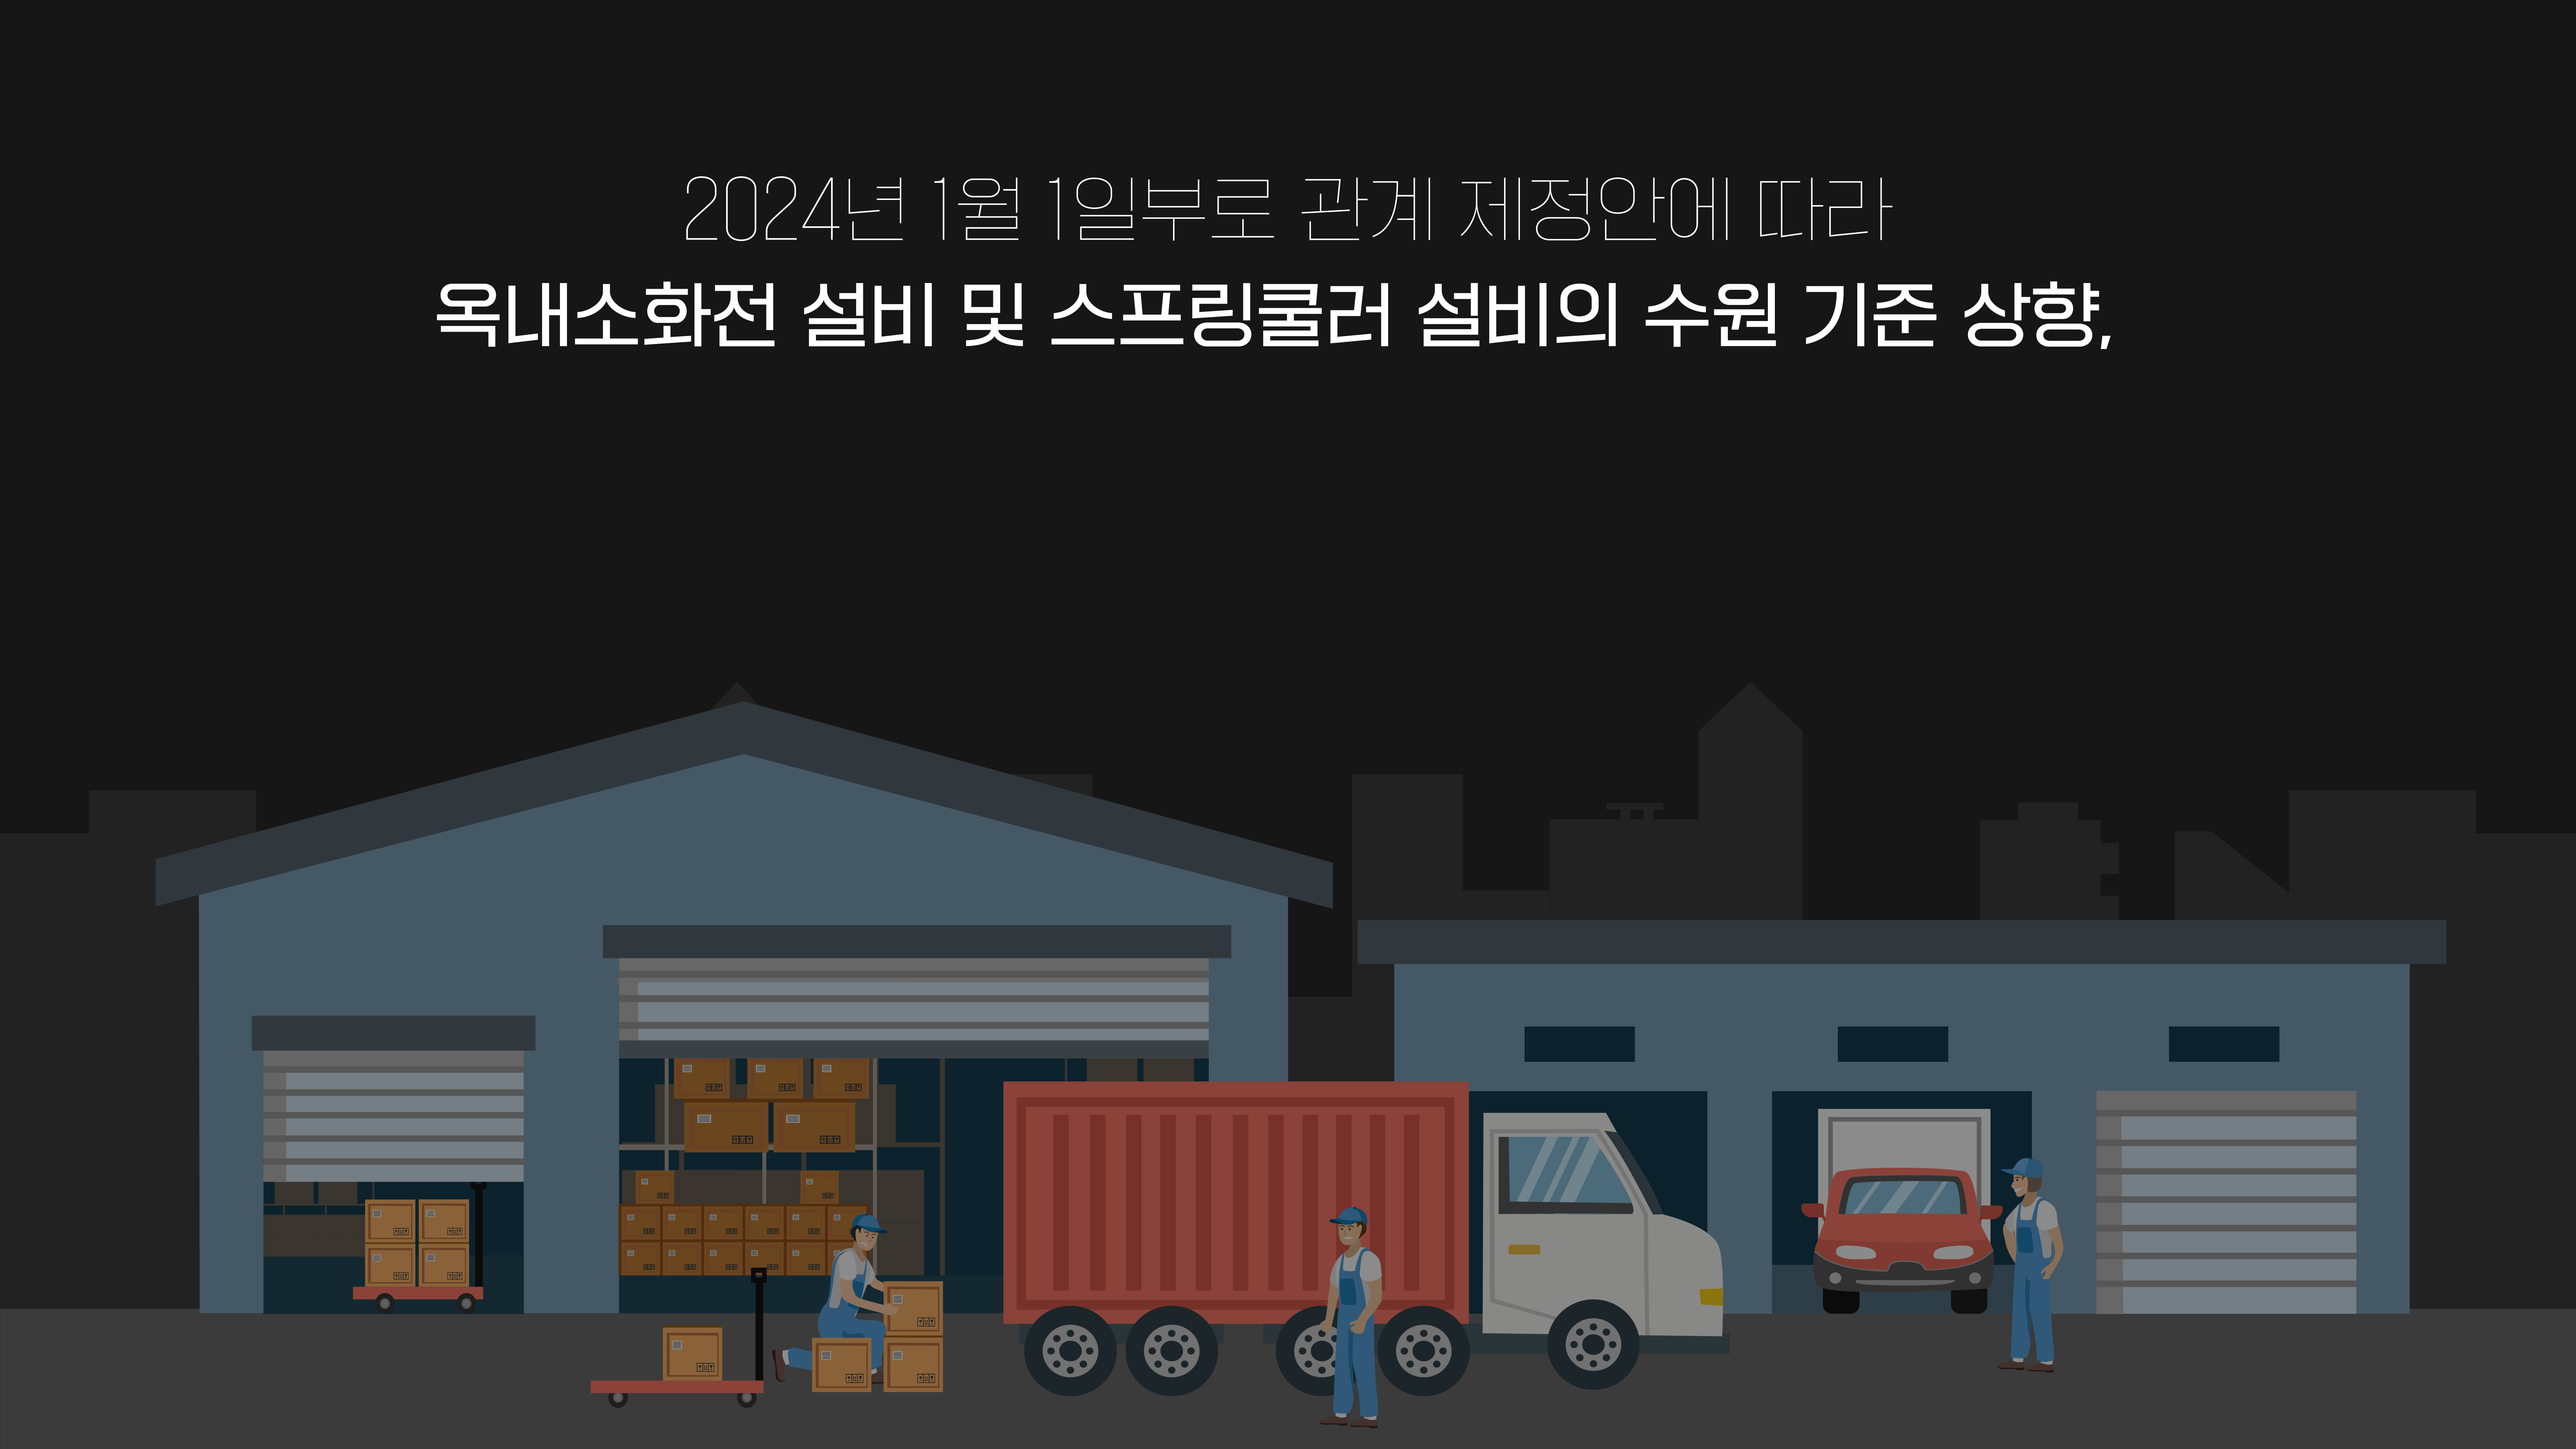 2024년 1월 1일부로 관계 제정안에 따라
옥내소화전 설비 및 스프링쿨러 설비의 수원 기준 상향,